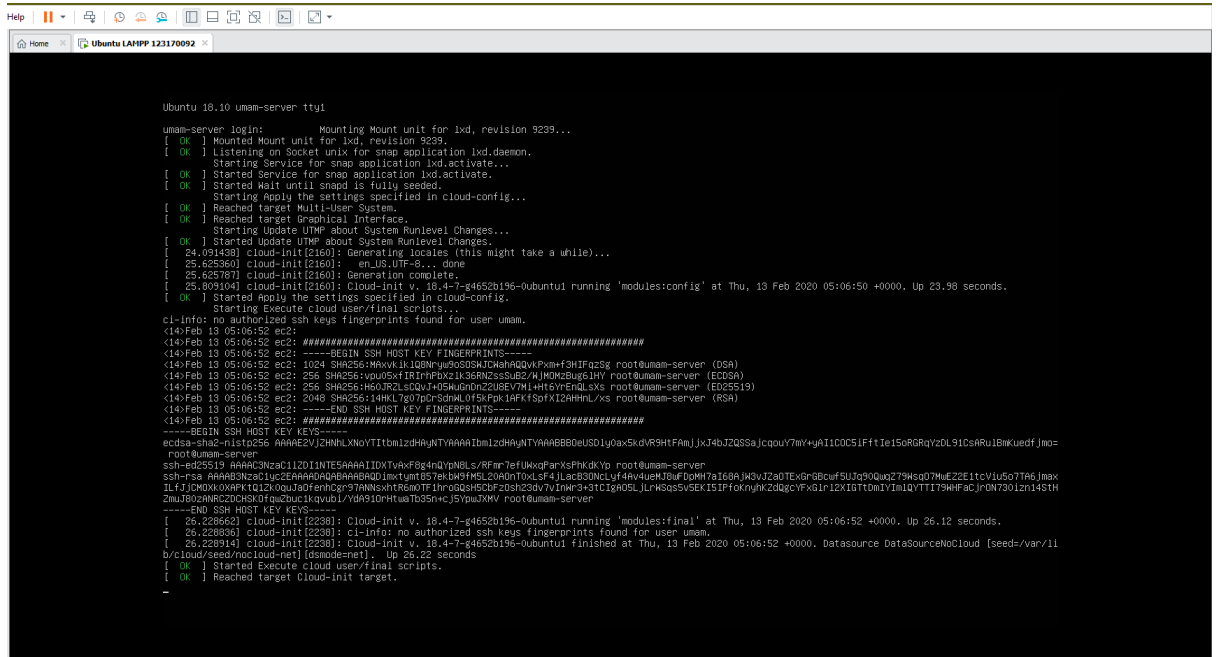 Help
Home
Ubuntu LAMPP 123170092
Ubuntu 18.10 umam-server tty1
umam-server login: Mounting Mount unit for lxd, revision 9239...
[ OK ] Mounted Mount unit for lxd, revision 9239.
[ OK ] Listening on Socket unix for snap application lxd.daemon.
Starting Service for snap application lxd.activate...
[ OK ] Started Service for snap application lxd.activate.
[ OK ] Started Wait until snapd is fully seeded.
Starting Apply the settings specified in cloud-config...
[ OK ] Reached target Multi-User System.
[ OK ] Reached target Graphical Interface.
Starting Update UTMP about System Runlevel Changes...
[ OK ] Started Update UTMP about System Runlevel Changes.
[ 24.091438] cloud-init[2160]: Generating locales (this might take a while)...
[ 25.625360] cloud-init[2160]: en_US.UTF-8... done
[ 25.625787] cloud-init[2160]: Generation complete.
[ 25.809104] cloud-init[2160]: Cloud-init v. 18.4-7-g4652b196-0ubuntu1 running 'modules:config' at Thu, 13 Feb 2020 05:06:50 +0000. Up 23.98 seconds.
[ OK ] Started Apply the settings specified in cloud-config.
Starting Execute cloud user/final scripts...
ci-info: no authorized ssh keys fingerprints found for user umam.
<14>Feb 13 05:06:52 ec2:
<14>Feb 13 05:06:52 ec2: #############################################################
<14>Feb 13 05:06:52 ec2: -----BEGIN SSH HOST KEY FINGERPRINTS-----
<14>Feb 13 05:06:52 ec2: 1024 root@umam-server (DSA)
<14>Feb 13 05:06:52 ec2: 256 root@umam-server (ECDSA)
<14>Feb 13 05:06:52 ec2: 256 root@umam-server (ED25519)
<14>Feb 13 05:06:52 ec2: 2048 root@umam-server (RSA)
<14>Feb 13 05:06:52 ec2: -----END SSH HOST KEY FINGERPRINTS-----
<14>Feb 13 05:06:52 ec2: #############################################################
-----BEGIN SSH HOST KEY KEYS-----
ecdsa-sha2-nistp256
root@umam-server
ssh-ed25519 root@umam-server
ssh-rsa
root@umam-server
-----END SSH HOST KEY KEYS-----
[ 26.228662] cloud-init[2238]: Cloud-init v. 18.4-7-g4652b196-0ubuntu1 running 'modules:final' at Thu, 13 Feb 2020 05:06:52 +0000. Up 26.12 seconds.
[ 26.228836] cloud-init[2238]: ci-info: no authorized ssh keys fingerprints found for user umam.
[ 26.228914] cloud-init[2238]: Cloud-init v. 18.4-7-g4652b196-0ubuntu1 finished at Thu, 13 Feb 2020 05:06:52 +0000. Datasource DataSourceNoCloud [seed=/var/li
b/cloud/seed/nocloud-net][dsmode=net]. Up 26.22 seconds
[ OK ] Started Execute cloud user/final scripts.
[ OK ] Reached target Cloud-init target.